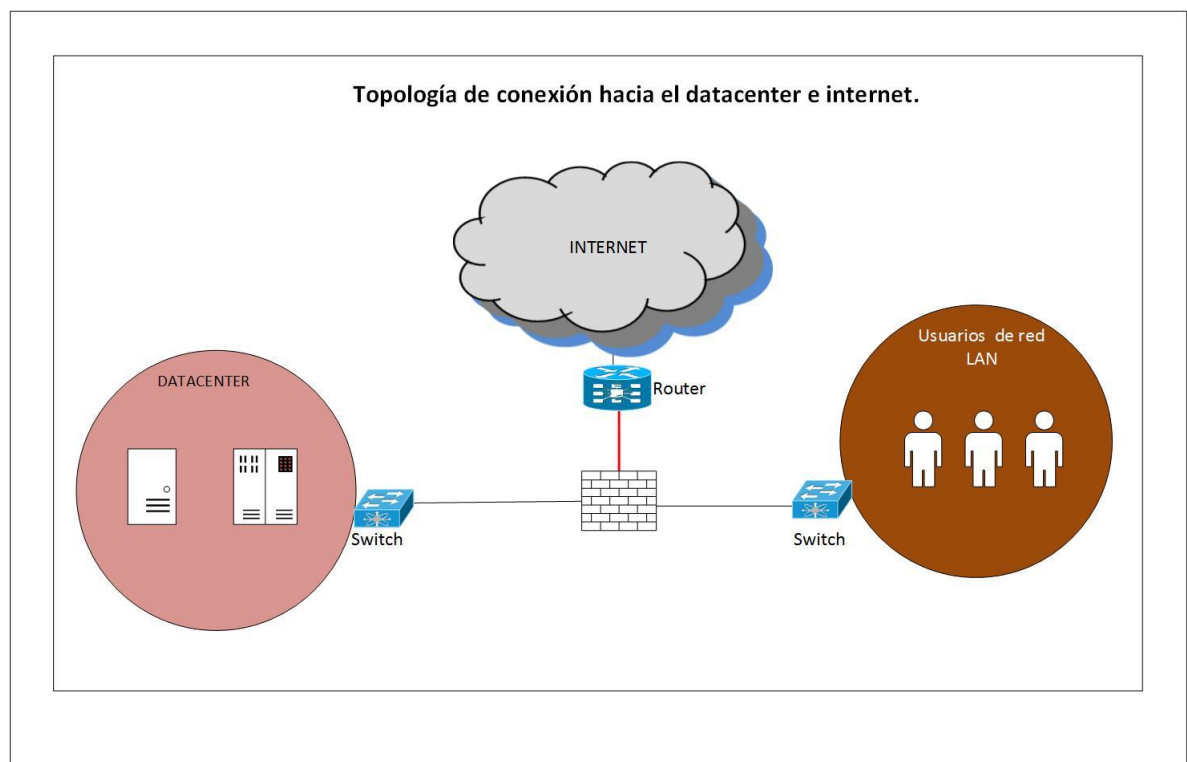 Topología de conexión hacia el datacenter e internet.
INTERNET
Usuarios de red
LAN
DATACENTER
Router
Switch
Switch